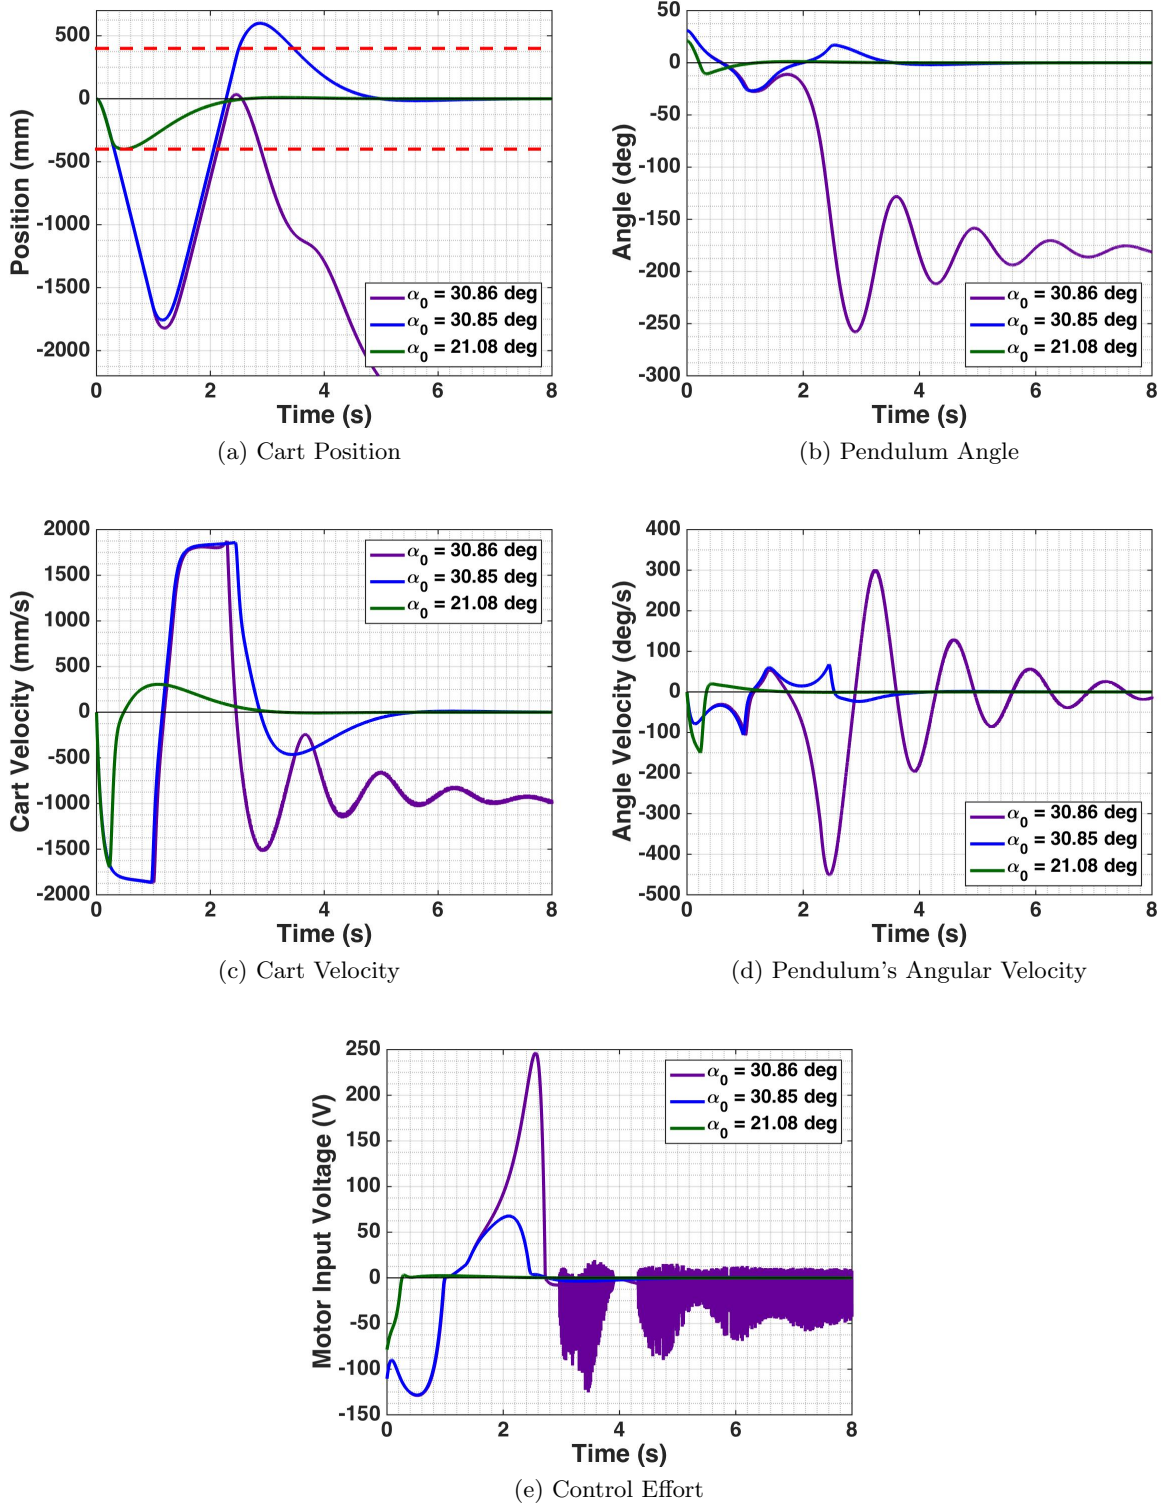 500
0
-500
-1000
-1500
-2000
Position (mm)
α0 = 30.86 deg
α0 = 30.85 deg
α0 = 21.08 deg
0 2 4 6 8
Time (s)
(a) Cart Position
50
0
-50
-100
-150
-200
-250
-300
Angle (deg)
α0 = 30.86 deg
α0 = 30.85 deg
α0 = 21.08 deg
0 2 4 6 8
Time (s)
(b) Pendulum Angle
2000
1500
1000
500
0
-500
-1000
-1500
-2000
Cart Velocity (mm/s)
α0 = 30.86 deg
α0 = 30.85 deg
α0 = 21.08 deg
0 2 4 6 8
Time (s)
(c) Cart Velocity
400
300
200
100
0
-100
-200
-300
-400
-500
Angle Velocity (deg/s)
α0 = 30.86 deg
α0 = 30.85 deg
α0 = 21.08 deg
0 2 4 6 8
Time (s)
(d) Pendulum's Angular Velocity
250
200
150
100
50
0
-50
-100
-150
Motor Input Voltage (V)
α0 = 30.86 deg
α0 = 30.85 deg
α0 = 21.08 deg
0 2 4 6 8
Time (s)
(e) Control Effort